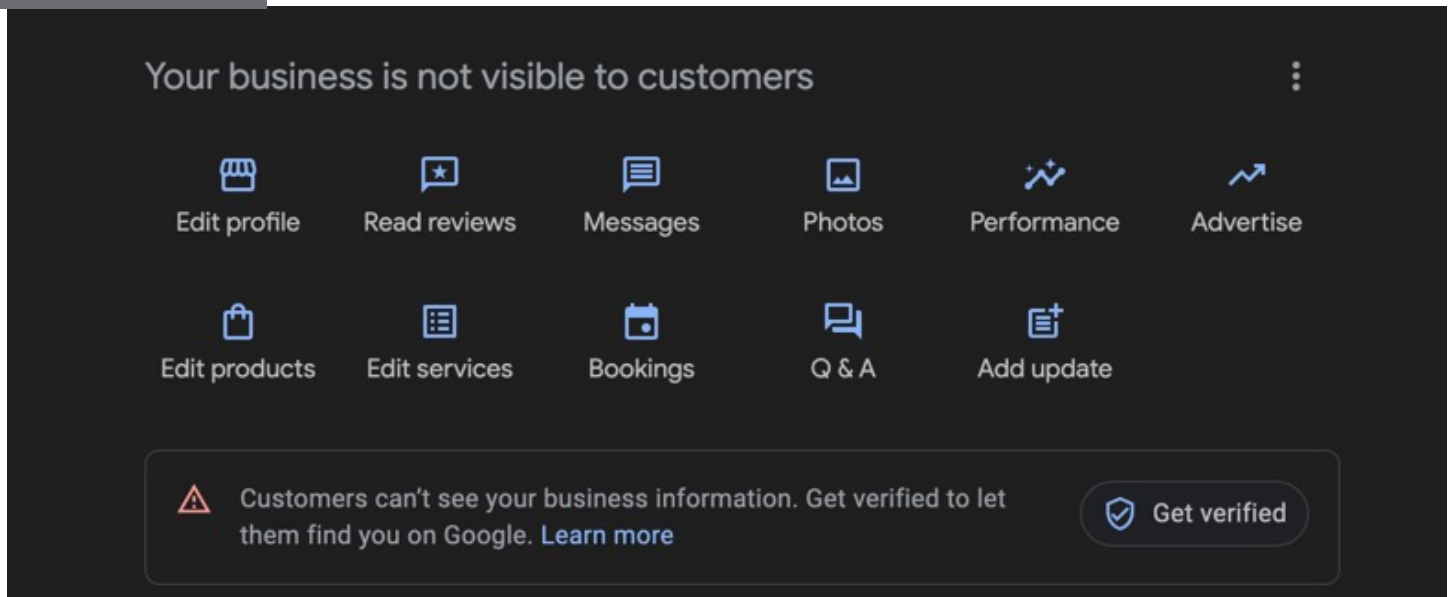 Your business is not visible to customers
Edit profile
Read reviews
Messages
Photos
Performance
Advertise
Edit products
Edit services
Bookings
Q & A
Add update
Customers can't see your business information. Get verified to let
them find you on Google. Learn more
Get verified